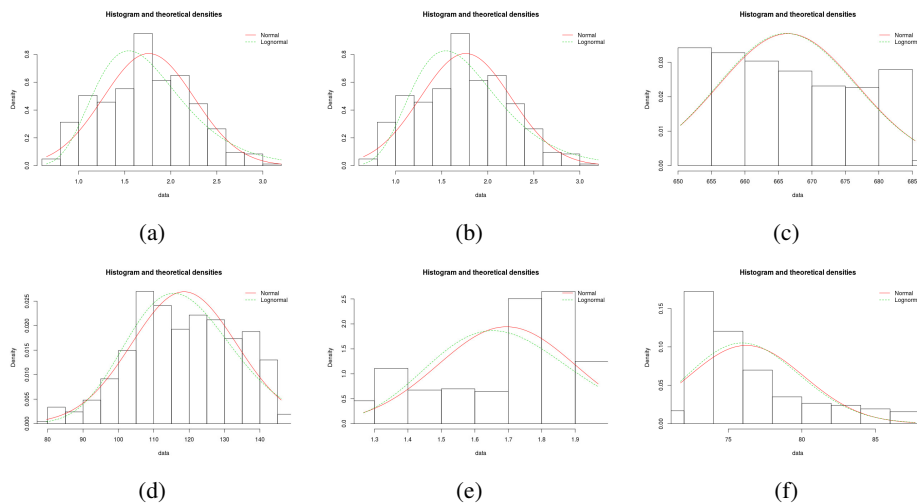 Histogram and theoretical densities
Normal
Lognormal
Density
0.0 0.2 0.4 0.6 0.8
1.0 1.5 2.0 2.5 3.0
data
(a)
Histogram and theoretical densities
Normal
Lognormal
Density
0.0 0.2 0.4 0.6 0.8
1.0 1.5 2.0 2.5 3.0
data
(b)
Histogram and theoretical densities
Normal
Lognormal
Density
0.00 0.01 0.02 0.03
650 655 660 665 670 675 680 685
data
(c)
Histogram and theoretical densities
Normal
Lognormal
Density
0.000 0.005 0.010 0.015 0.020 0.025
80 90 100 110 120 130 140
data
(d)
Histogram and theoretical densities
Normal
Lognormal
Density
0.0 0.5 1.0 1.5 2.0 2.5
1.3 1.4 1.5 1.6 1.7 1.8 1.9
data
(e)
Histogram and theoretical densities
Normal
Lognormal
Density
0.00 0.05 0.10 0.15
75 80 85
data
(f)